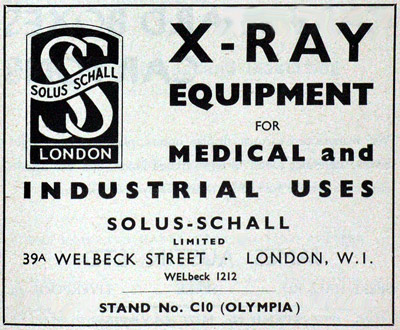 SS
SOLUS SCHALL
LONDON
X-RAY
EQUIPMENT
FOR
MEDICAL and
INDUSTRIAL USES
SOLUS-SCHALL
LIMITED
39A WELBECK STREET · LONDON, W.I.
WELbeck 1212
STAND No. C10 (OLYMPIA)